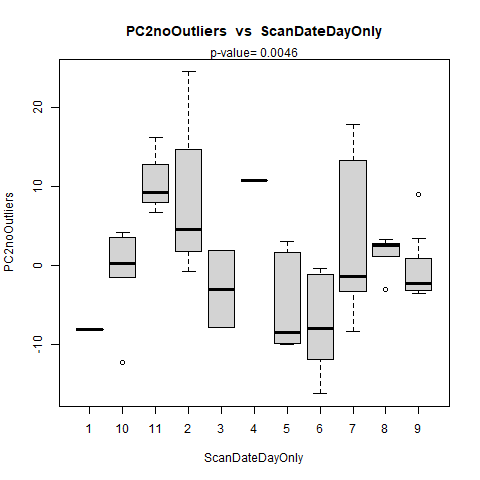 PC2noOutliers vs ScanDateDayOnly
p-value= 0.0046
PC2noOutliers
20
10
0
-10
1 10 11 2 3 4 5 6 7 8 9
ScanDateDayOnly